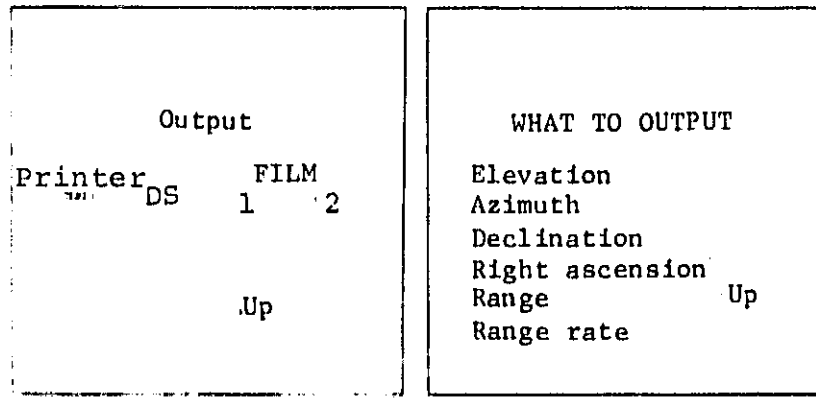 Output
Printer DS FILM
1 2
Up
WHAT TO OUTPUT
Elevation
Azimuth
Declination
Right ascension
Range Up
Range rate